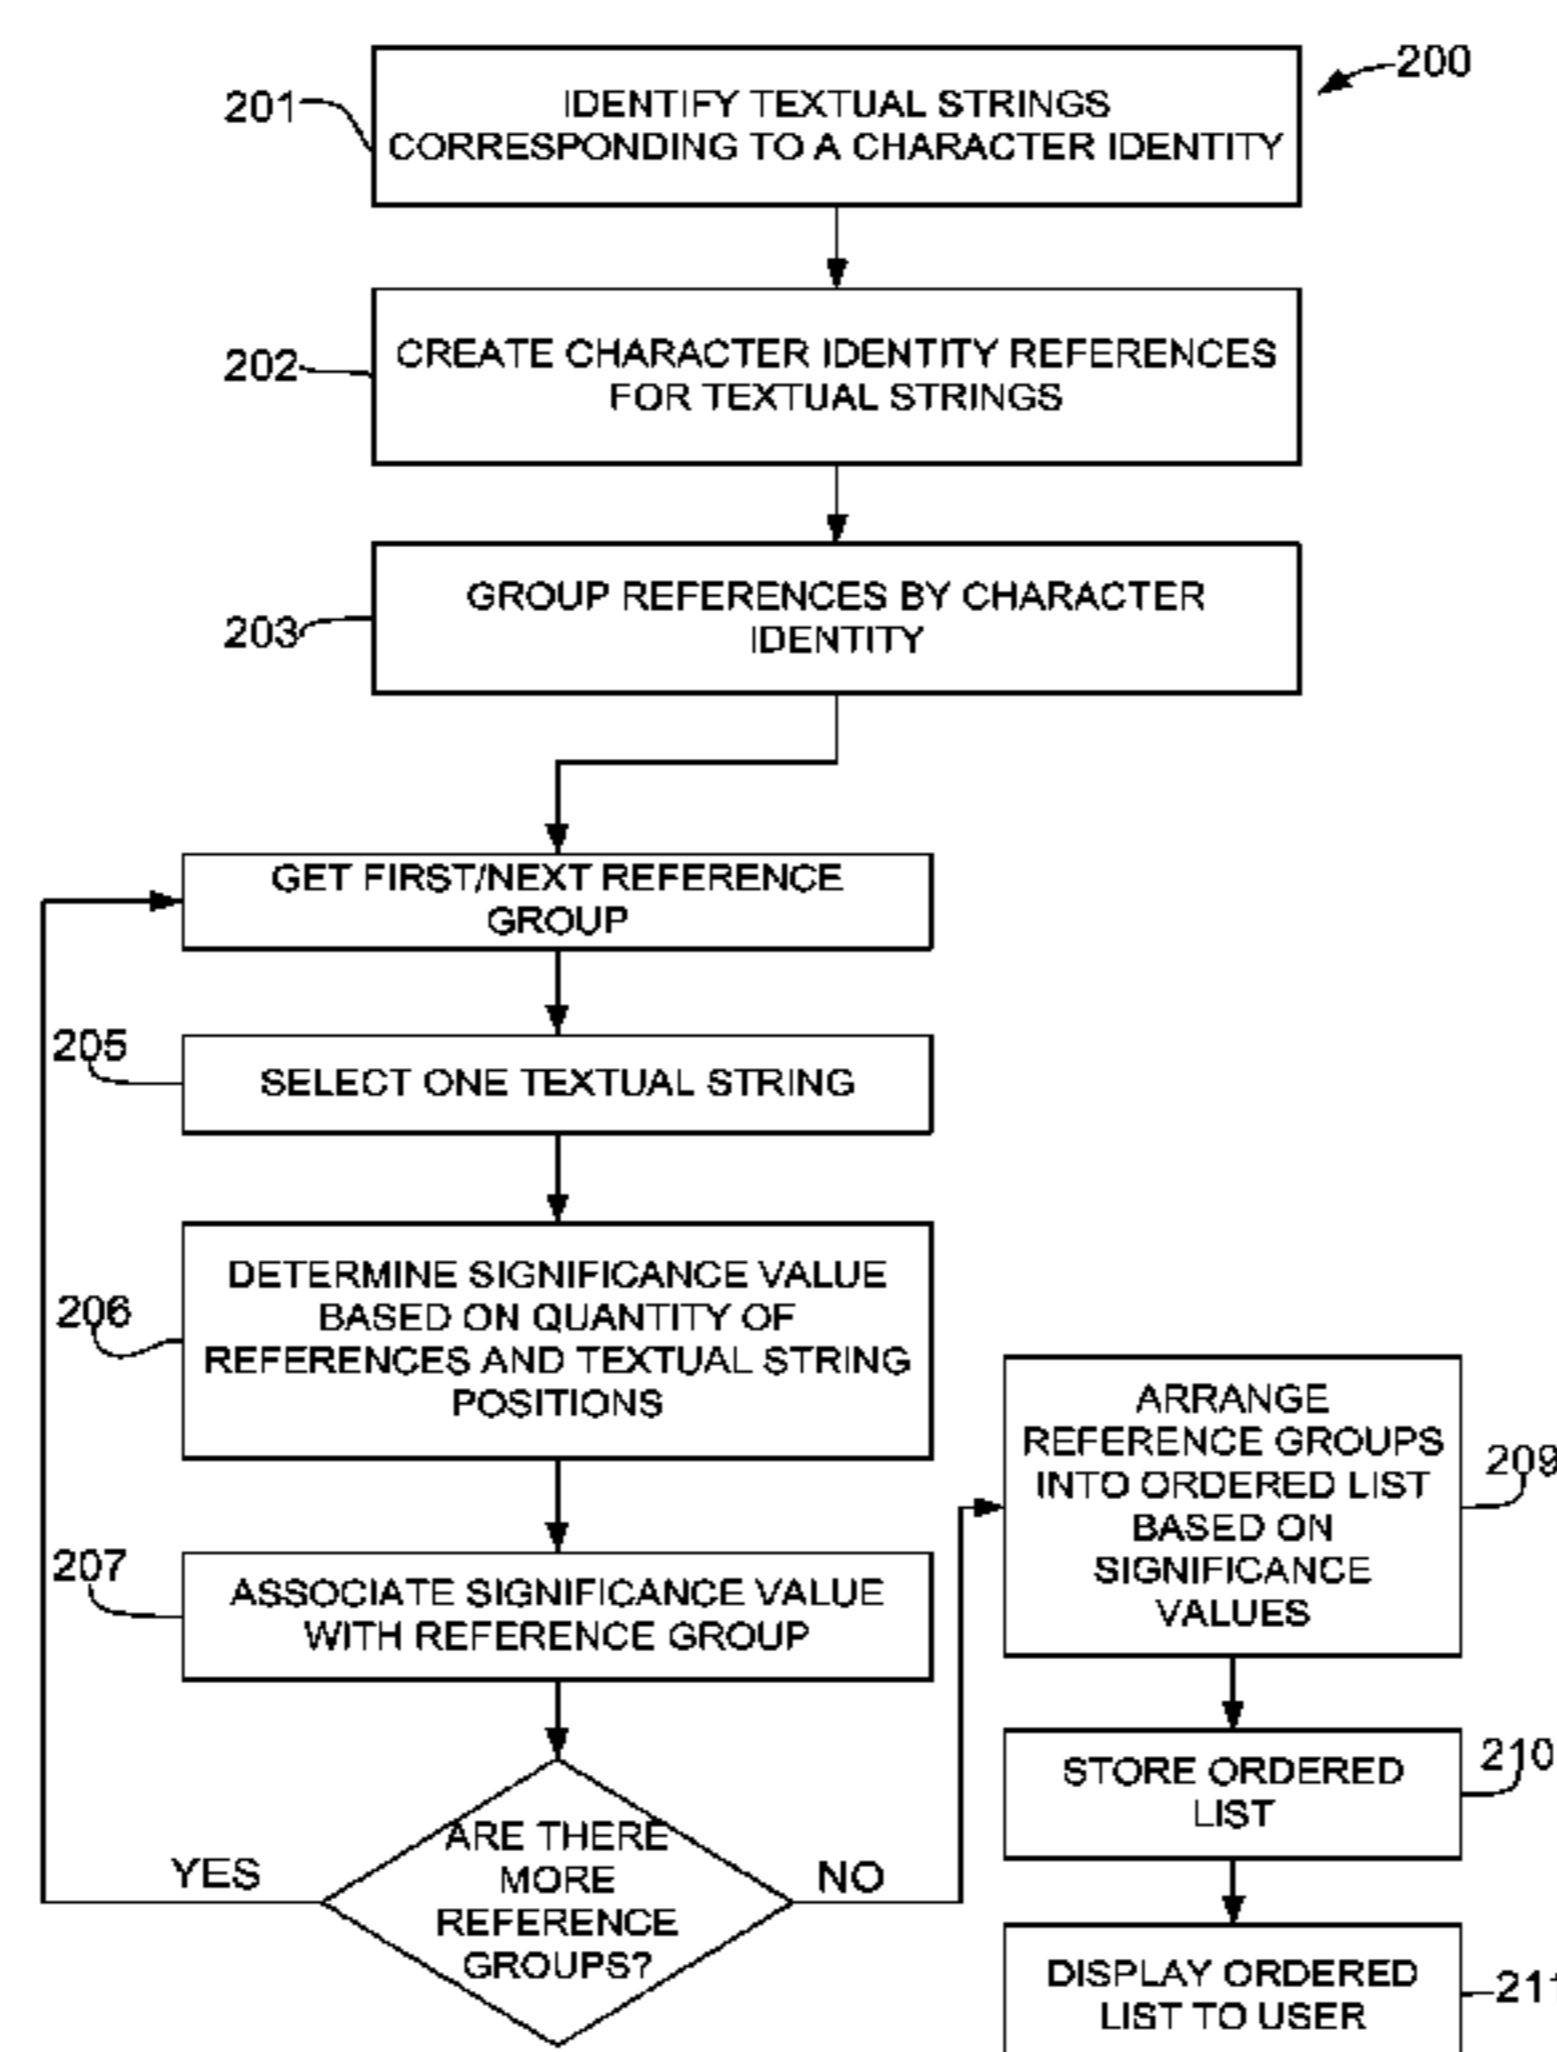 200
201
IDENTIFY TEXTUAL STRINGS
CORRESPONDING TO A CHARACTER IDENTITY
202
CREATE CHARACTER IDENTITY REFERENCES
FOR TEXTUAL STRINGS
203
GROUP REFERENCES BY CHARACTER
IDENTITY
GET FIRST/NEXT REFERENCE
GROUP
205
SELECT ONE TEXTUAL STRING
206
DETERMINE SIGNIFICANCE VALUE
BASED ON QUANTITY OF
REFERENCES AND TEXTUAL STRING
POSITIONS
207
ASSOCIATE SIGNIFICANCE VALUE
WITH REFERENCE GROUP
ARE THERE
MORE
REFERENCE
GROUPS?
YES
NO
ARRANGE
REFERENCE GROUPS
INTO ORDERED LIST
BASED ON
SIGNIFICANCE
VALUES
209
STORE ORDERED
LIST
210
DISPLAY ORDERED
LIST TO USER
211